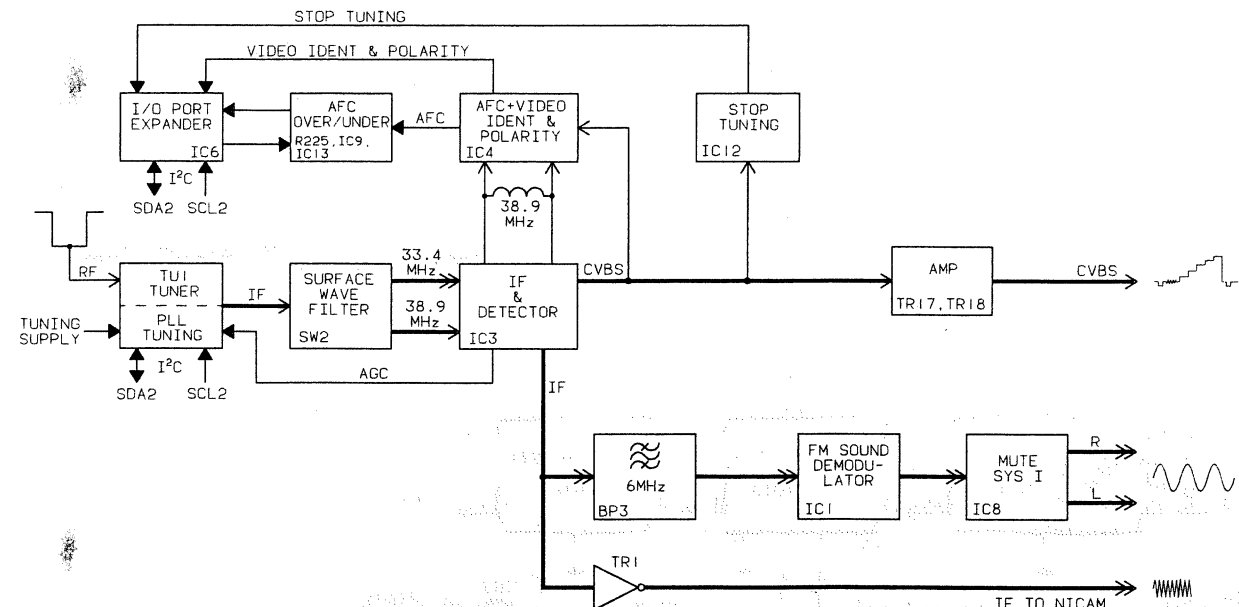 STOP TUNING
VIDEO IDENT & POLARITY
I/O PORT
EXPANDER
IC6
AFC
OVER/UNDER
R225,IC9,
IC13
AFC
AFC+VIDEO
IDENT &
POLARITY
IC4
STOP
TUNING
IC12
I²C
SDA2
SCL2
38.9
MHz
RF
TU1
TUNER
PLL
TUNING
IF
SURFACE
WAVE
FILTER
SW2
33.4
MHz
38.9
MHz
IF
&
DETECTOR
IC3
CVBS
AMP
TR17,TR18
CVBS
TUNING
SUPPLY
I²C
SDA2
SCL2
AGC
IF
6MHz
BP3
FM SOUND
DEMODU-
LATOR
IC1
MUTE
SYS I
IC8
R
L
TR1
IF TO NICAM